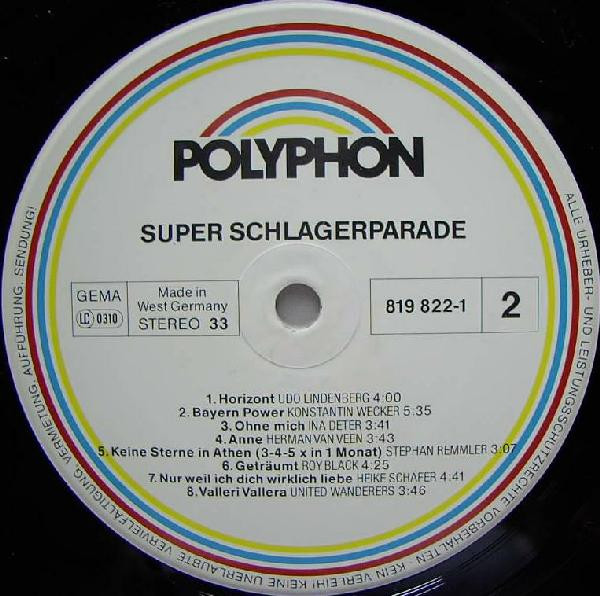 POLYPHON
SUPER SCHLAGERPARADE
GEMA
LC 0310
Made in
West Germany
STEREO 33
819 822-1
2
1. Horizont UDO LINDENBERG 4:00
2. Bayern Power KONSTANTIN WECKER 5:35
3. Ohne mich INA DETER 3:41
4. Anne HERMAN VAN VEEN 3:43
5. Keine Sterne in Athen (3-4-5 x in 1 Monat) STEPHAN REMMLER 3:07
6. Geträumt ROY BLACK 4:25
7. Nur weil ich dich wirklich liebe HEIKE SCHÄFER 4:41
8. Valleri Vallera UNITED WANDERERS 3:46
ALLE URHEBER- UND LEISTUNGSSCHUTZRECHTE VORBEHALTEN. KEIN VERLEIH! KEINE UNERLAUBTE VERVIELFÄLTIGUNG, VERMIETUNG, AUFFÜHRUNG, SENDUNG!